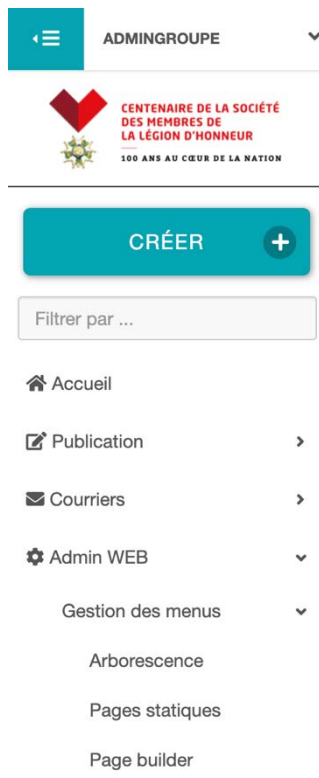 ADMINGROUPE
CENTENAIRE DE LA SOCIÉTÉ
DES MEMBRES DE
LA LÉGION D'HONNEUR
100 ANS AU CŒUR DE LA NATION
CRÉER
Filtrer par ...
Accueil
Publication
Courriers
Admin WEB
Gestion des menus
Arborescence
Pages statiques
Page builder